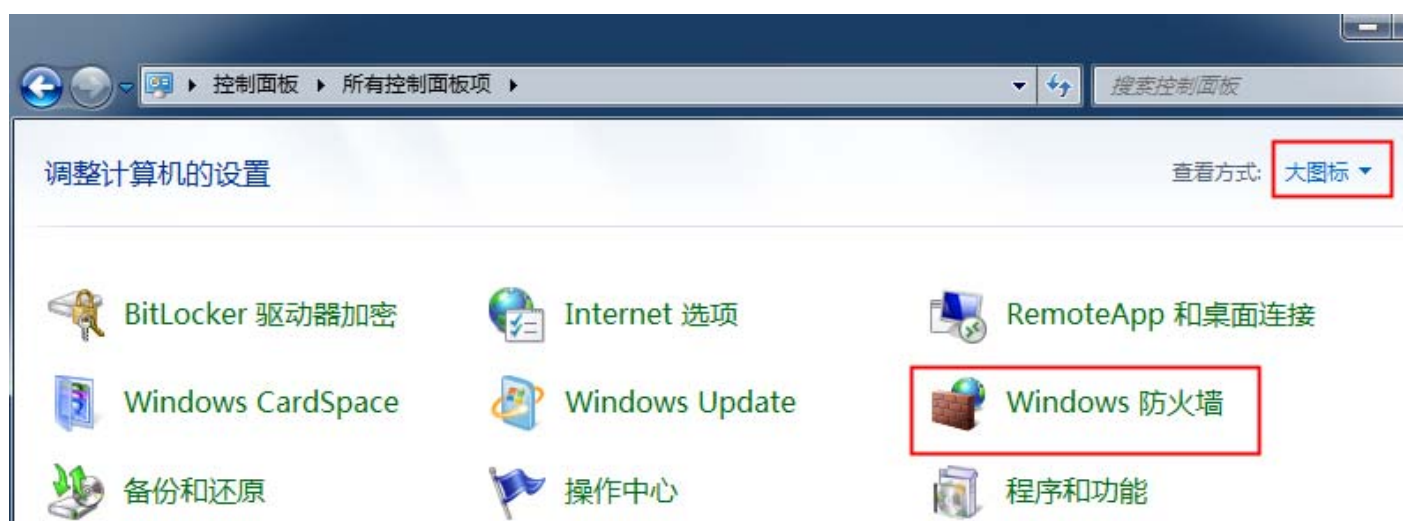 控制面板 ▸ 所有控制面板项 ▸ 搜索控制面板
调整计算机的设置 查看方式: 大图标
BitLocker 驱动器加密 Internet 选项 RemoteApp 和桌面连接
Windows CardSpace Windows Update Windows 防火墙
备份和还原 操作中心 程序和功能